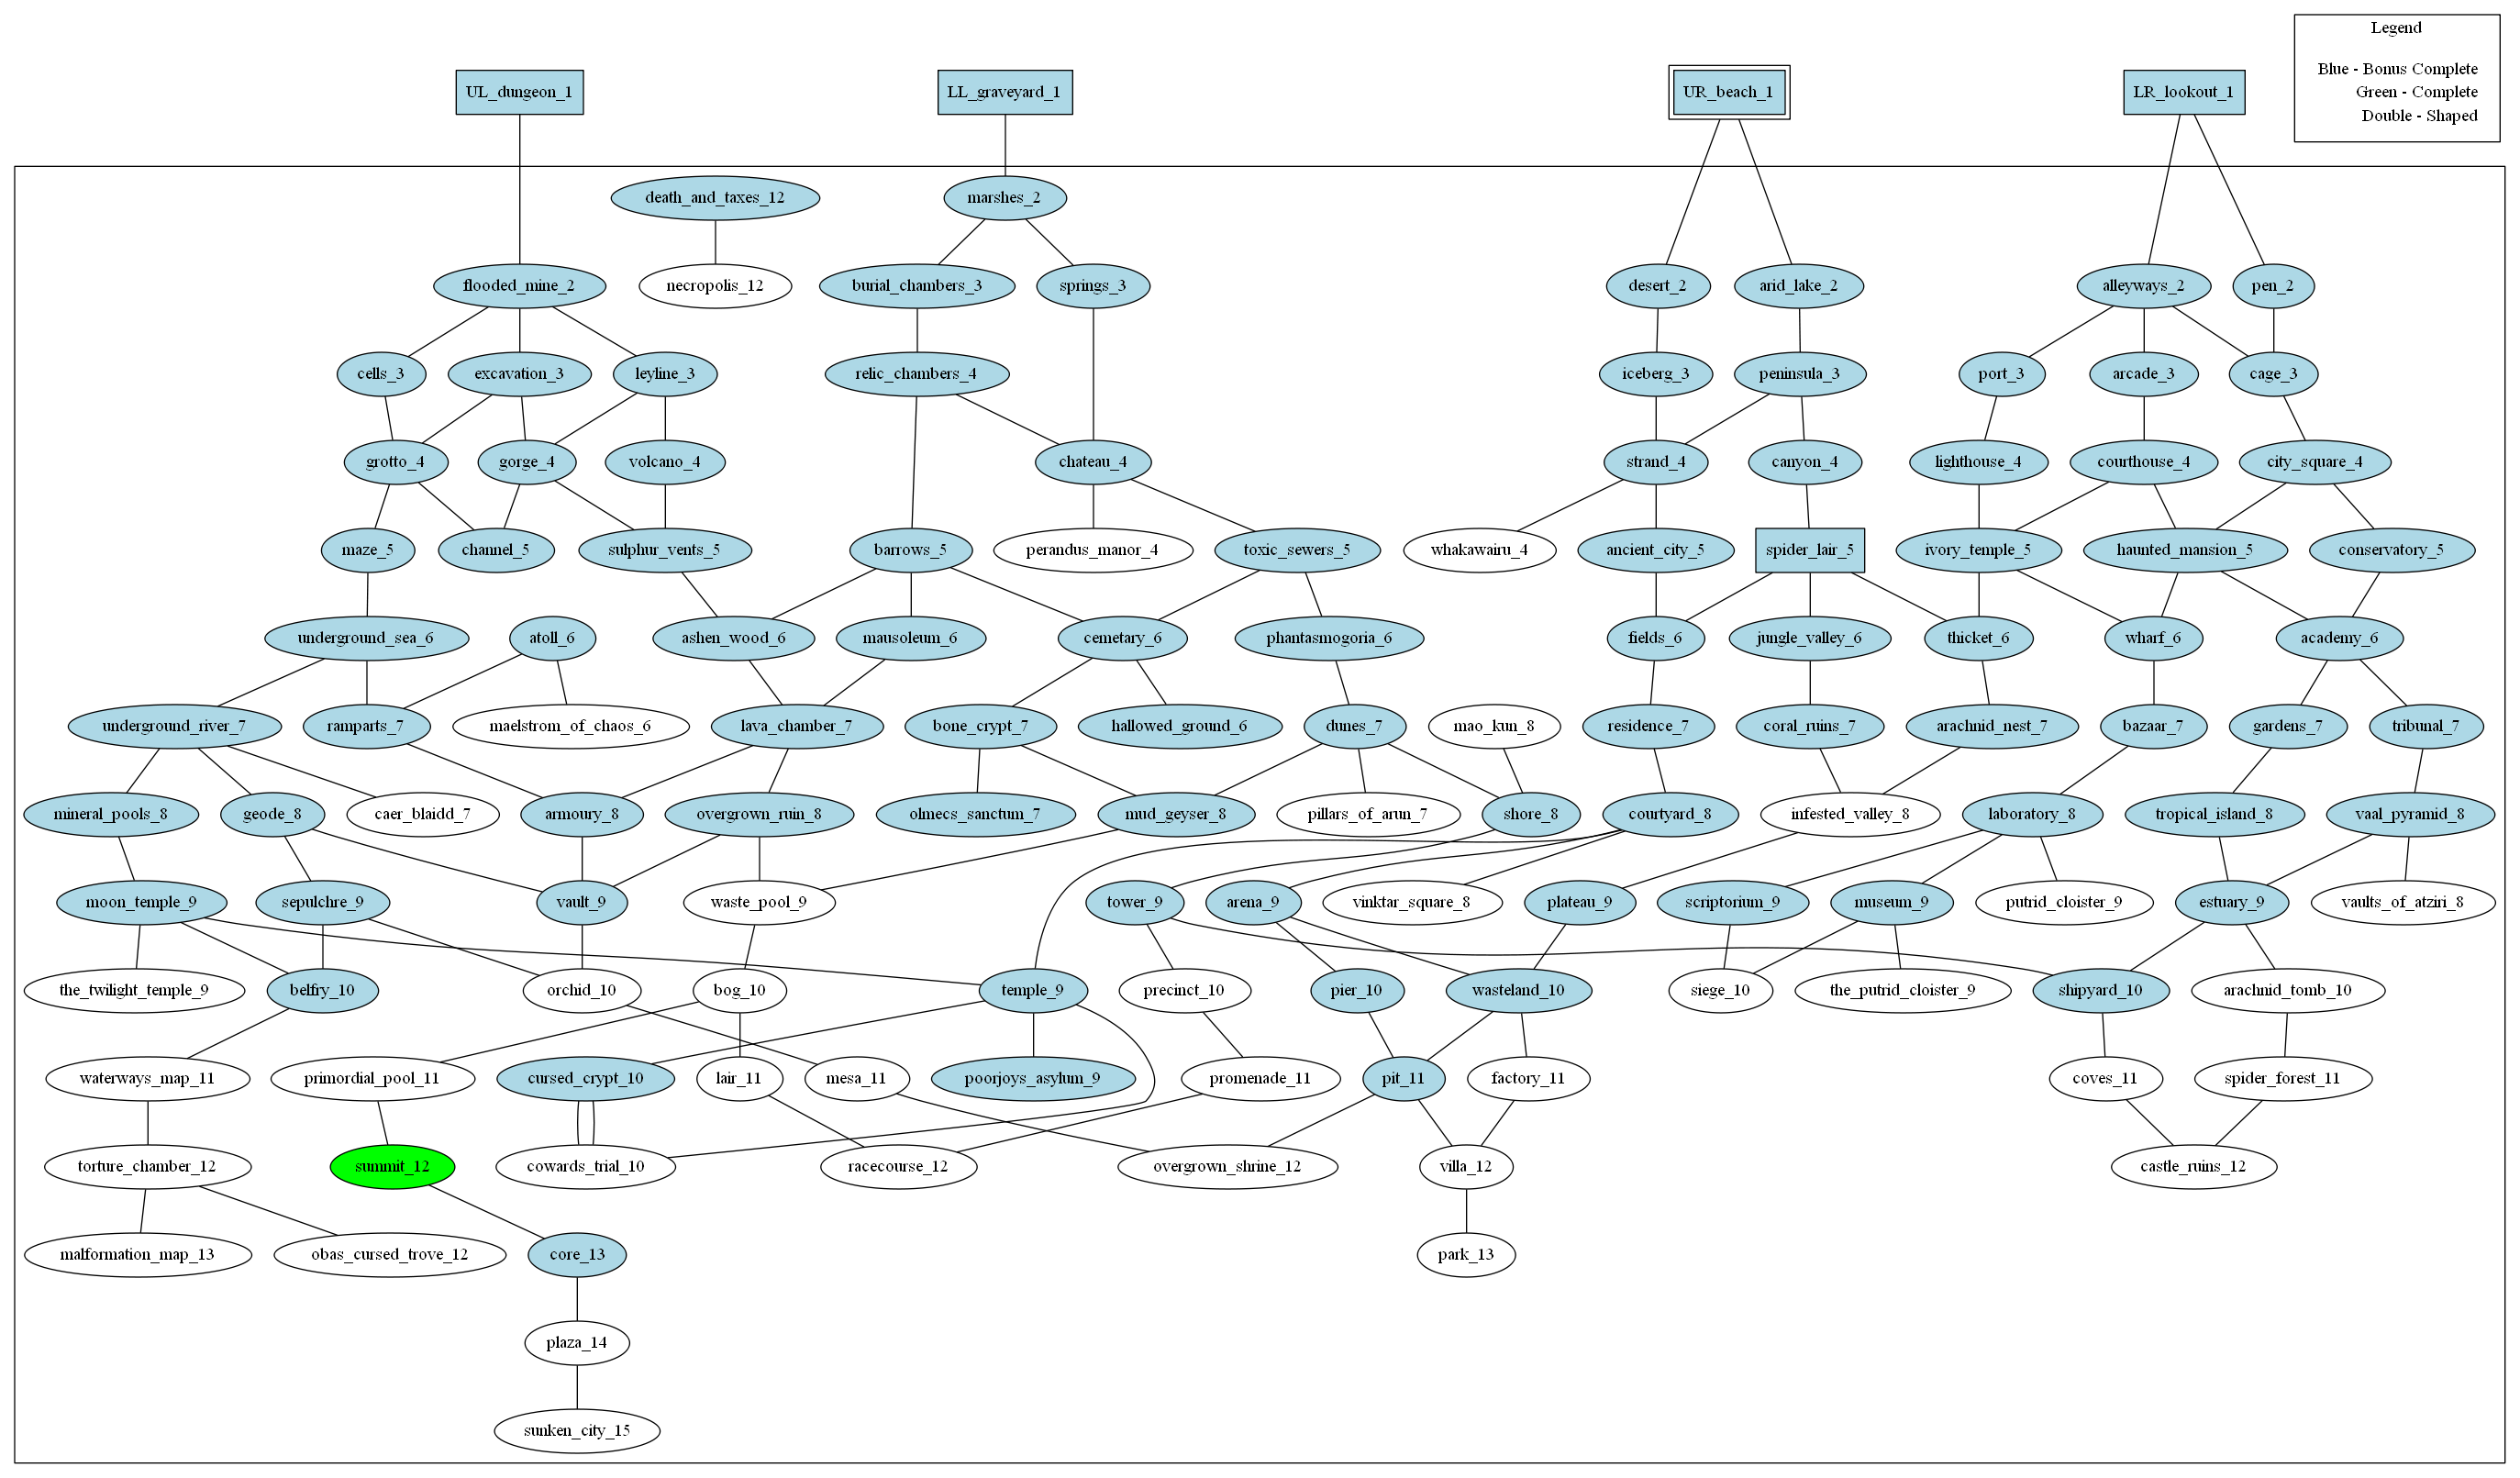 Legend
Blue - Bonus Complete
Green - Complete
Double - Shaped
UL_dungeon_1
LL_graveyard_1
UR_beach_1
LR_lookout_1
death_and_taxes_12
marshes_2
flooded_mine_2
necropolis_12
burial_chambers_3
springs_3
desert_2
arid_lake_2
alleyways_2
pen_2
cells_3
excavation_3
leyline_3
relic_chambers_4
iceberg_3
peninsula_3
port_3
arcade_3
cage_3
grotto_4
gorge_4
volcano_4
chateau_4
strand_4
canyon_4
lighthouse_4
courthouse_4
city_square_4
maze_5
channel_5
sulphur_vents_5
barrows_5
perandus_manor_4
toxic_sewers_5
whakawairu_4
ancient_city_5
spider_lair_5
ivory_temple_5
haunted_mansion_5
conservatory_5
underground_sea_6
atoll_6
ashen_wood_6
mausoleum_6
cemetary_6
phantasmogoria_6
fields_6
jungle_valley_6
thicket_6
wharf_6
academy_6
underground_river_7
ramparts_7
maelstrom_of_chaos_6
lava_chamber_7
bone_crypt_7
hallowed_ground_6
dunes_7
mao_kun_8
residence_7
coral_ruins_7
arachnid_nest_7
bazaar_7
gardens_7
tribunal_7
mineral_pools_8
geode_8
caer_blaidd_7
armoury_8
overgrown_ruin_8
olmecs_sanctum_7
mud_geyser_8
pillars_of_arun_7
shore_8
courtyard_8
infested_valley_8
laboratory_8
tropical_island_8
vaal_pyramid_8
moon_temple_9
sepulchre_9
vault_9
waste_pool_9
tower_9
arena_9
vinktar_square_8
plateau_9
scriptorium_9
museum_9
putrid_cloister_9
estuary_9
vaults_of_atziri_8
the_twilight_temple_9
belfry_10
orchid_10
bog_10
temple_9
precinct_10
pier_10
wasteland_10
siege_10
the_putrid_cloister_9
shipyard_10
arachnid_tomb_10
waterways_map_11
primordial_pool_11
cursed_crypt_10
lair_11
mesa_11
poorjoys_asylum_9
promenade_11
pit_11
factory_11
coves_11
spider_forest_11
torture_chamber_12
summit_12
cowards_trial_10
racecourse_12
overgrown_shrine_12
villa_12
castle_ruins_12
malformation_map_13
obas_cursed_trove_12
core_13
park_13
plaza_14
sunken_city_15